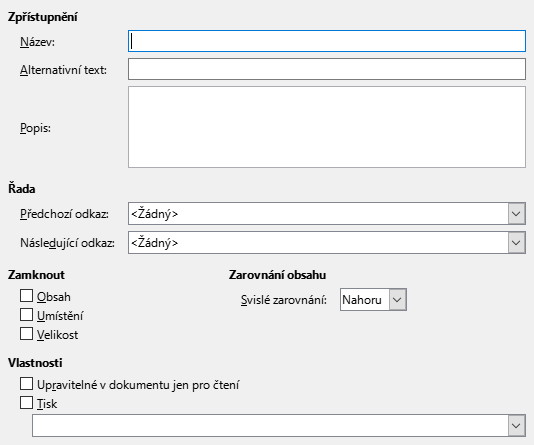 Zpřístupnění
Název:
Alternativní text:
Popis:
Řada
Předchozí odkaz: <Žádný>
Následující odkaz: <Žádný>
Zamknout Zarovnání obsahu
Obsah Svislé zarovnání: Nahoru
Umístění
Velikost
Vlastnosti
Upravitelné v dokumentu jen pro čtení
Tisk